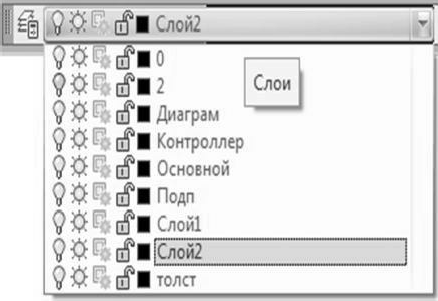 Слой2
0
2
Слои
Диаграм
Контроллер
Основной
Подп
Слой1
Слой2
толст